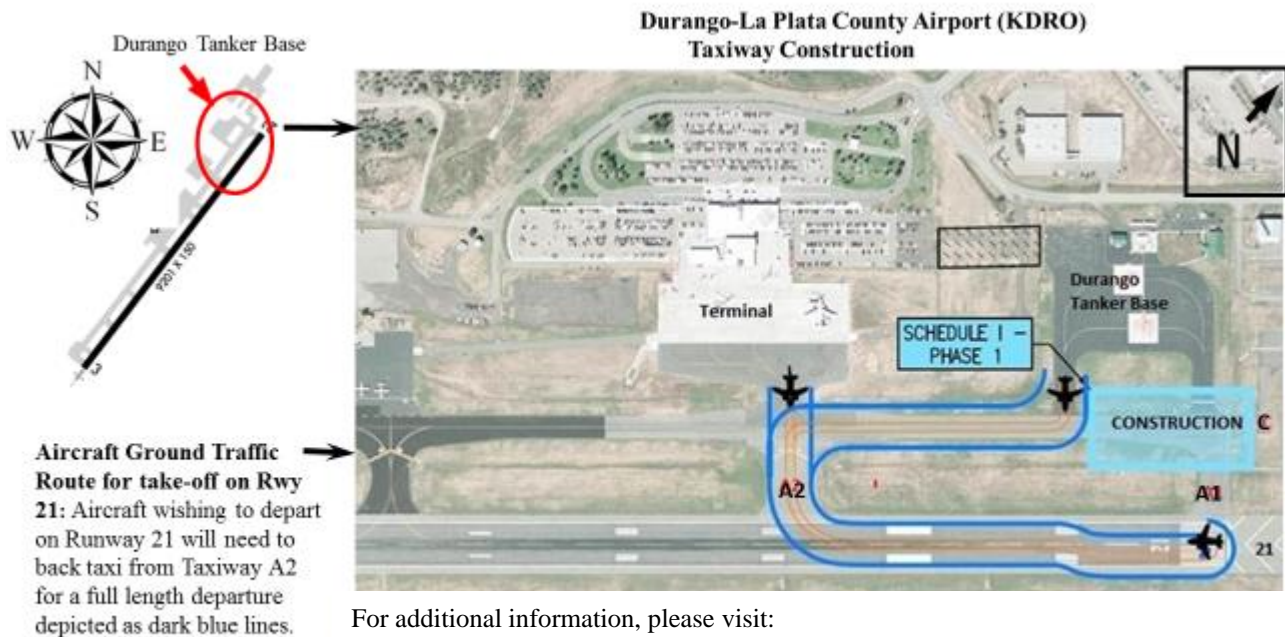 Durango-La Plata County Airport (KDRO)
Taxiway Construction
Durango Tanker Base
N
W
E
S
3
9201 X 150
N
Terminal
Durango
Tanker Base
SCHEDULE I –
PHASE 1
CONSTRUCTION
C
A2
A1
21
Aircraft Ground Traffic
Route for take-off on Rwy
21: Aircraft wishing to depart
on Runway 21 will need to
back taxi from Taxiway A2
for a full length departure
depicted as dark blue lines.
For additional information, please visit: